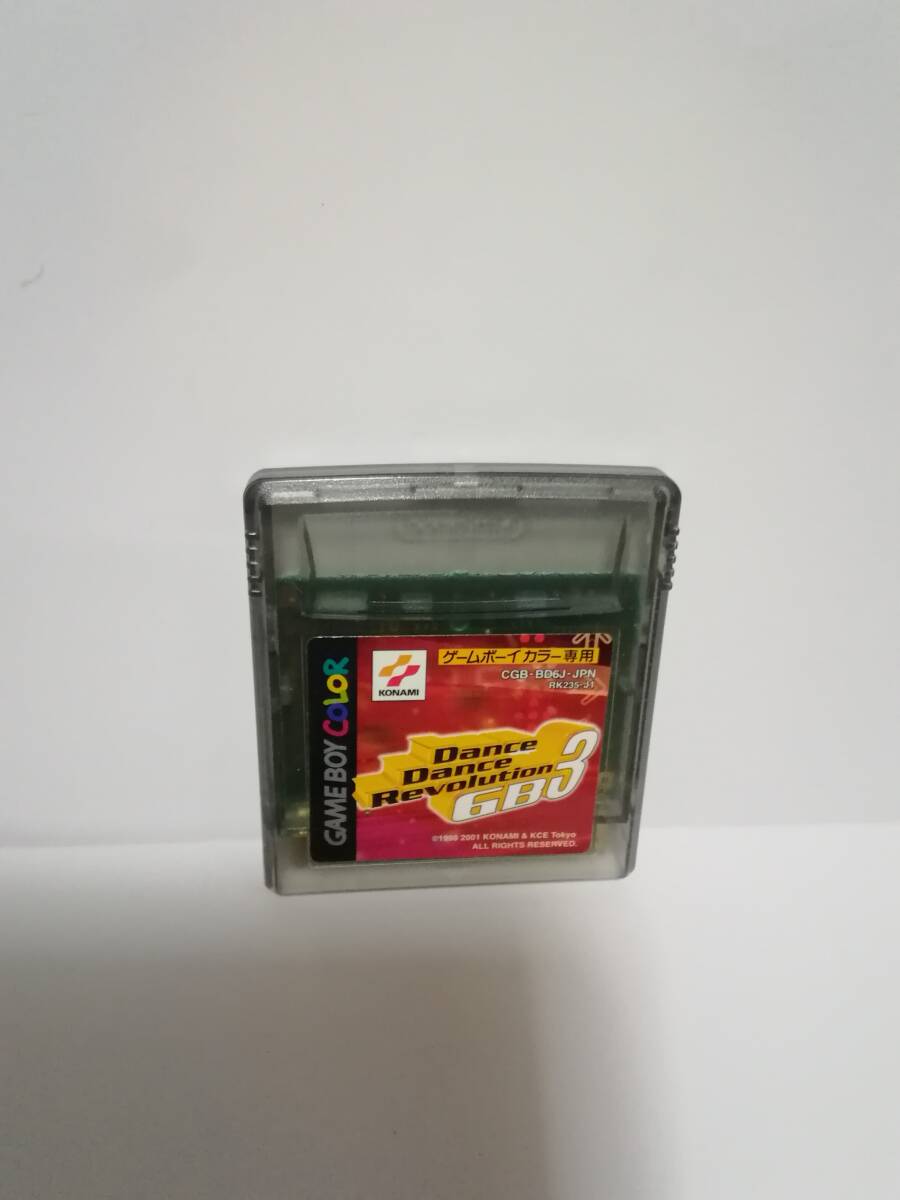 GAME BOY COLOR
KONAMI
ゲームボーイカラー専用
CGB-BD6J-JPN
RK235-J1
Dance
Dance
Revolution
GB3
©1998 2001 KONAMI & KCE Tokyo
ALL RIGHTS RESERVED.